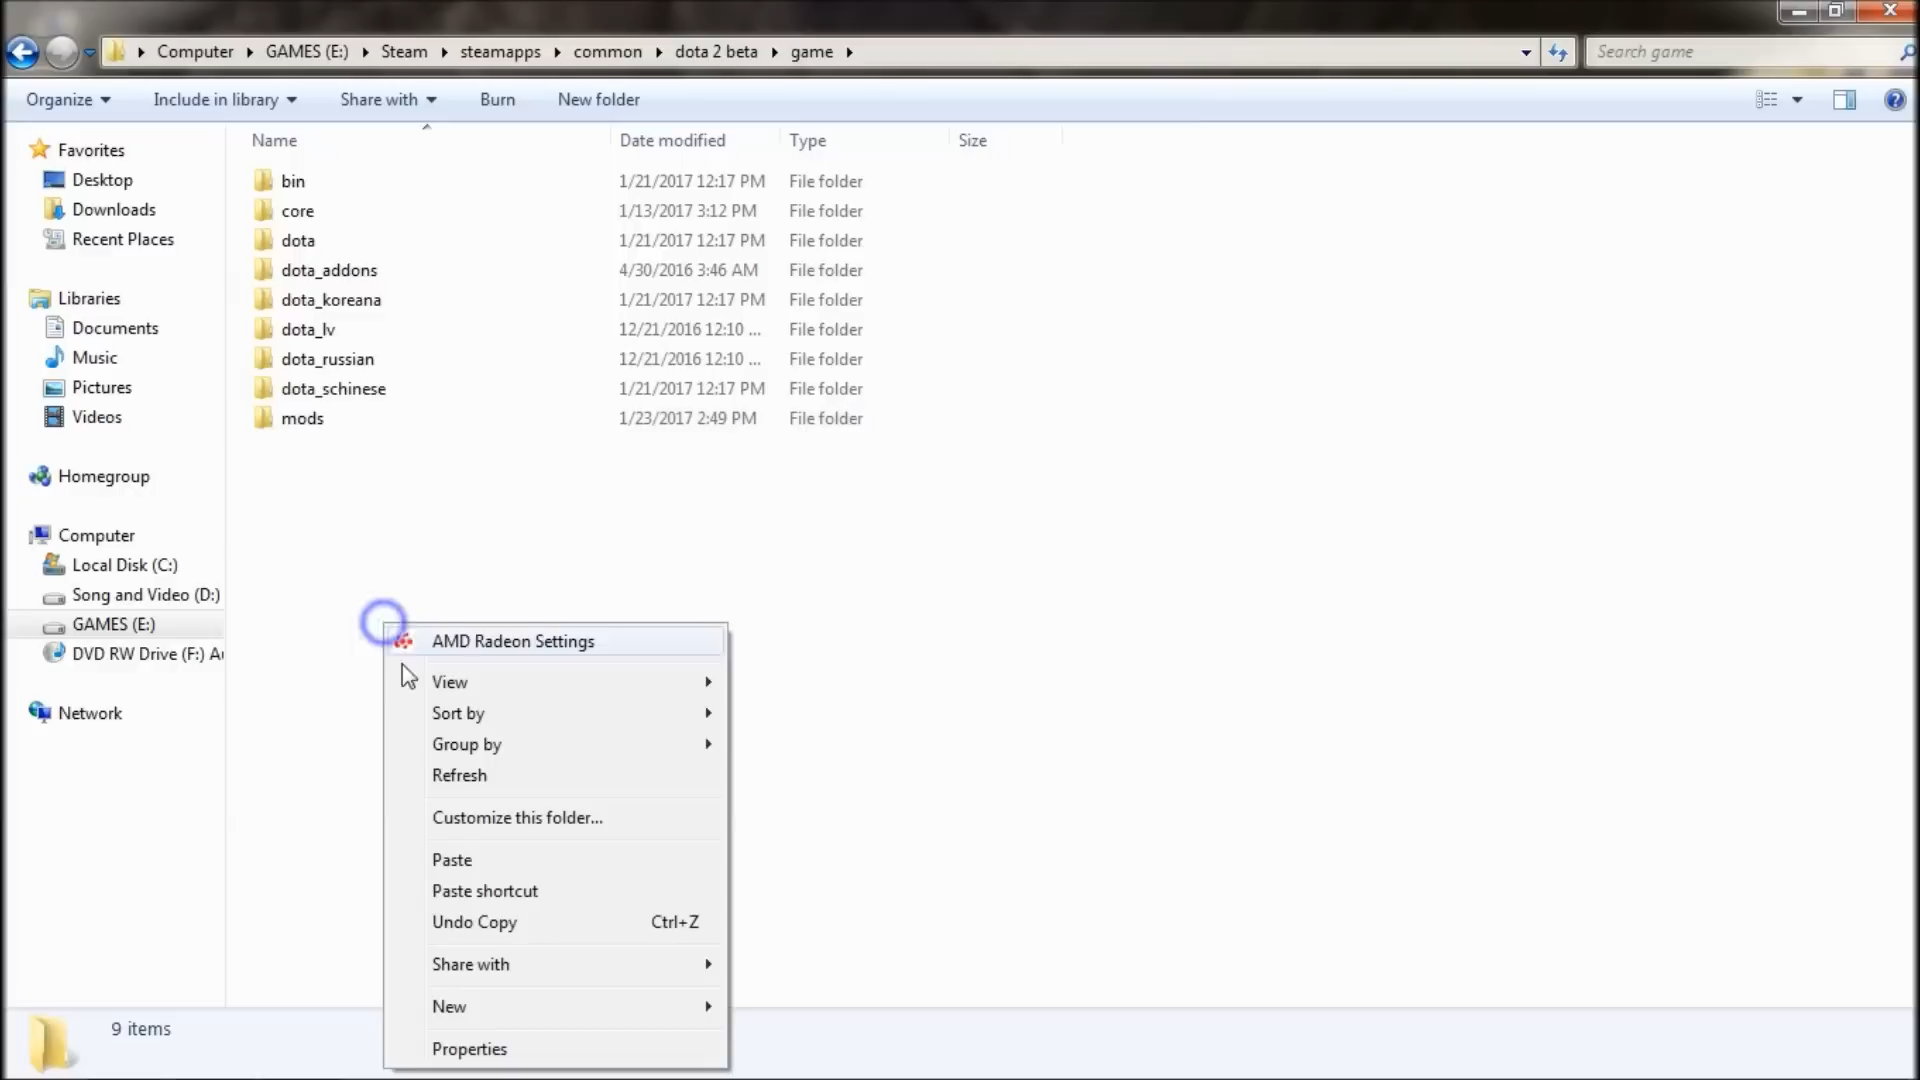 Computer GAMES (E:) Steam steamapps common dota 2 beta game
Search game
Organize Include in library Share with Burn New folder
Name Date modified Type Size
Favorites
Desktop
Downloads
Recent Places
Libraries
Documents
Music
Pictures
Videos
Homegroup
Computer
Local Disk (C:)
Song and Video (D:)
GAMES (E:)
DVD RW Drive (F:) Au
Network
bin 1/21/2017 12:17 PM File folder
core 1/13/2017 3:12 PM File folder
dota 1/21/2017 12:17 PM File folder
dota_addons 4/30/2016 3:46 AM File folder
dota_koreana 1/21/2017 12:17 PM File folder
dota_lv 12/21/2016 12:10 ... File folder
dota_russian 12/21/2016 12:10 ... File folder
dota_schinese 1/21/2017 12:17 PM File folder
mods 1/23/2017 2:49 PM File folder
AMD Radeon Settings
View
Sort by
Group by
Refresh
Customize this folder...
Paste
Paste shortcut
Undo Copy Ctrl+Z
Share with
New
Properties
9 items